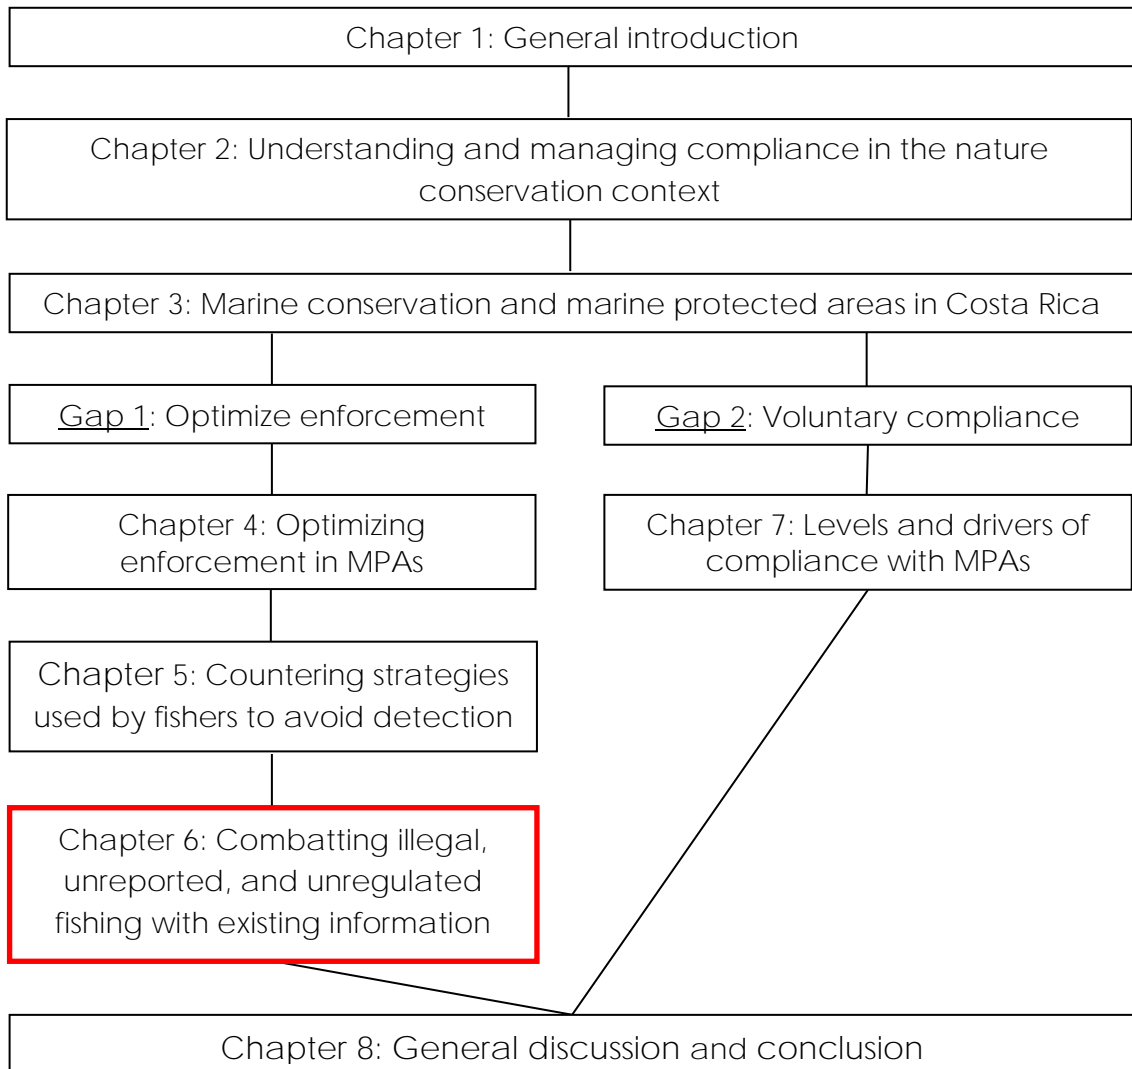 Chapter 1: General introduction
Chapter 2: Understanding and managing compliance in the nature
conservation context
Chapter 3: Marine conservation and marine protected areas in Costa Rica
Gap 1: Optimize enforcement
Gap 2: Voluntary compliance
Chapter 4: Optimizing
enforcement in MPAs
Chapter 7: Levels and drivers of
compliance with MPAs
Chapter 5: Countering strategies
used by fishers to avoid detection
Chapter 6: Combatting illegal,
unreported, and unregulated
fishing with existing information
Chapter 8: General discussion and conclusion